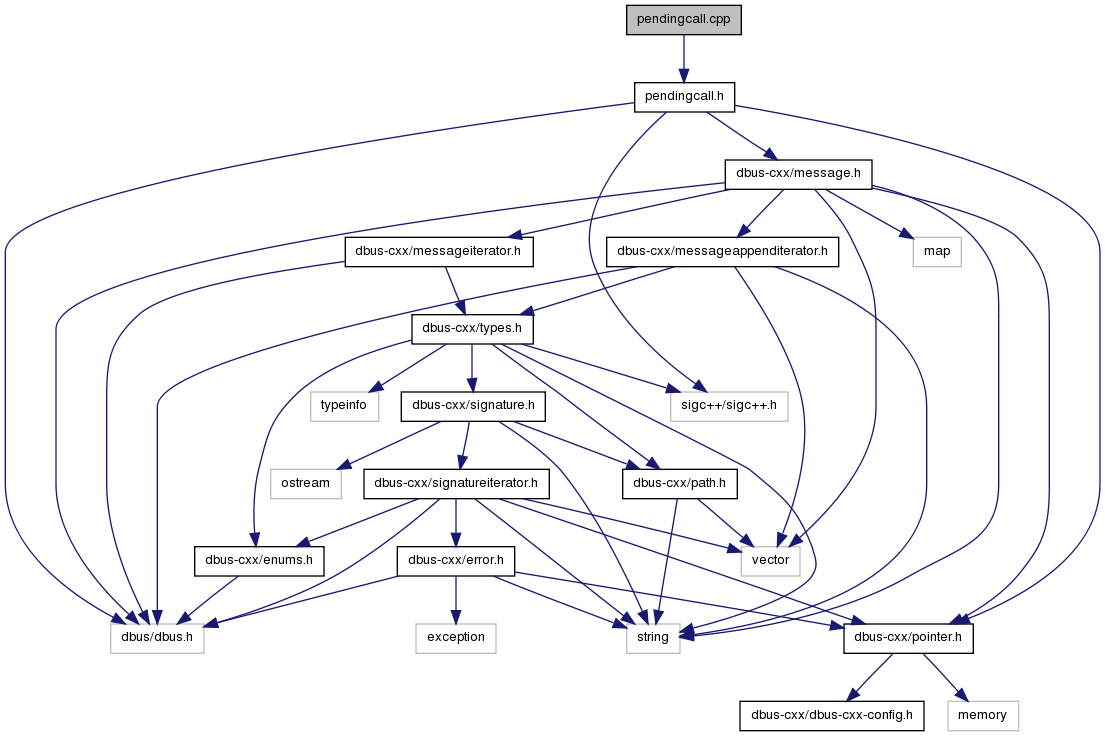 pendingcall.cpp
pendingcall.h
dbus-cxx/message.h
dbus-cxx/messageiterator.h
dbus-cxx/messageappenditerator.h
map
dbus-cxx/types.h
typeinfo
dbus-cxx/signature.h
sigc++/sigc++.h
ostream
dbus-cxx/signatureiterator.h
dbus-cxx/path.h
dbus-cxx/enums.h
dbus-cxx/error.h
vector
dbus/dbus.h
exception
string
dbus-cxx/pointer.h
dbus-cxx/dbus-cxx-config.h
memory